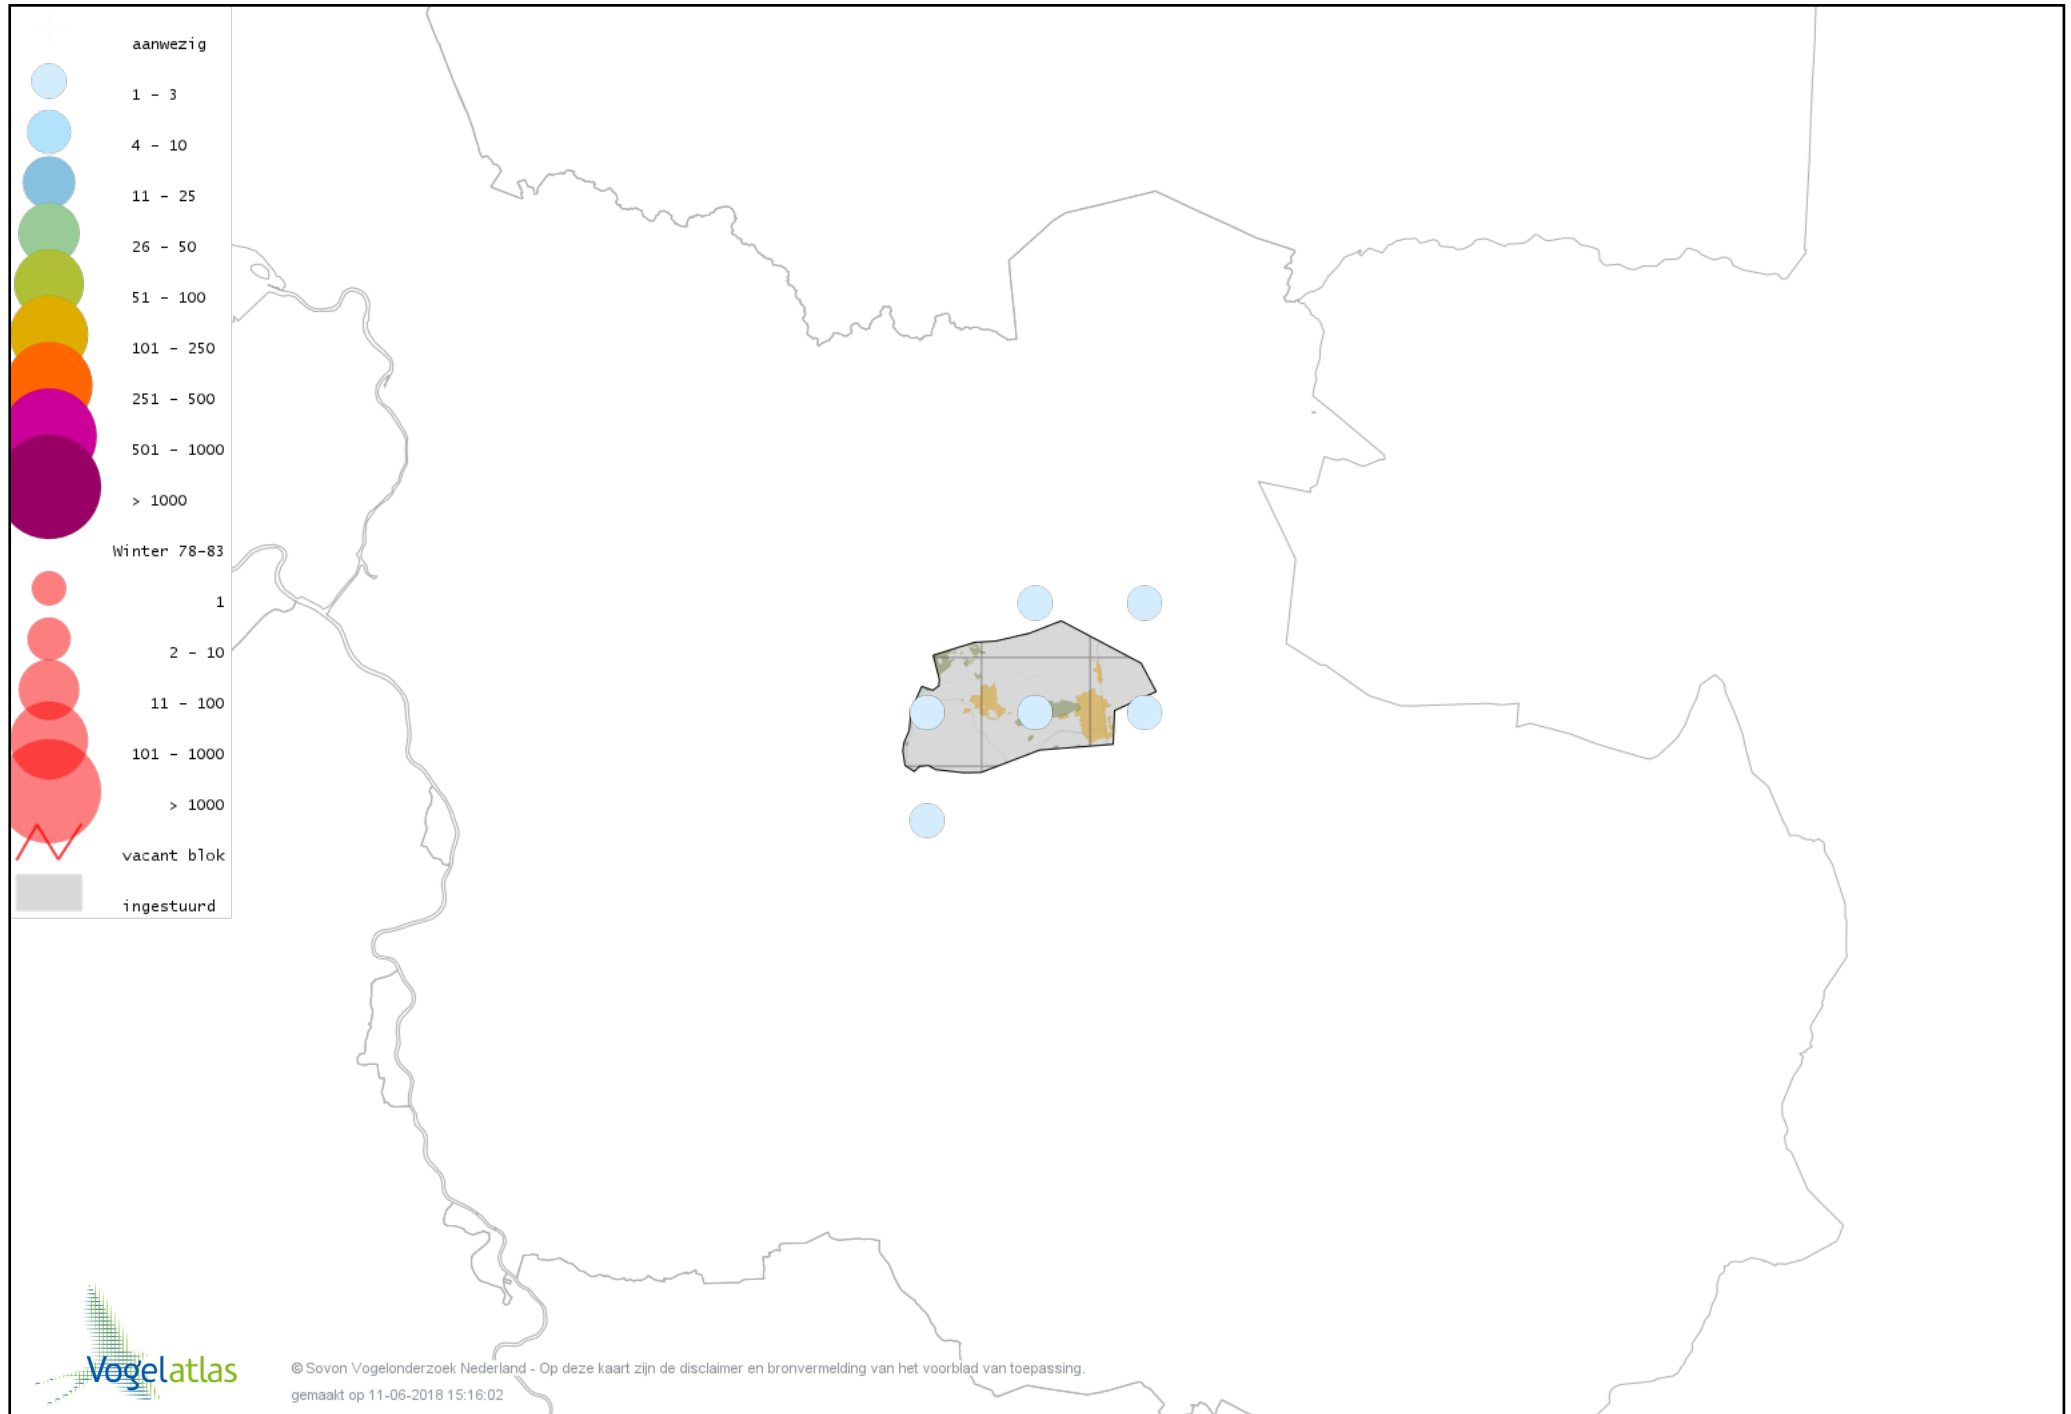 aanwezig
1 - 3
4 - 10
11 - 25
26 - 50
51 - 100
101 - 250
251 - 500
501 - 1000
> 1000
Winter 78-83
1
2 - 10
11 - 100
101 - 1000
> 1000
vacant blok
ingestuurd
Vogelatlas
© Sovon Vogelonderzoek Nederland - Op deze kaart zijn de disclaimer en bronvermelding van het voorblad van toepassing.
gemaakt op 11-06-2018 15:16:02